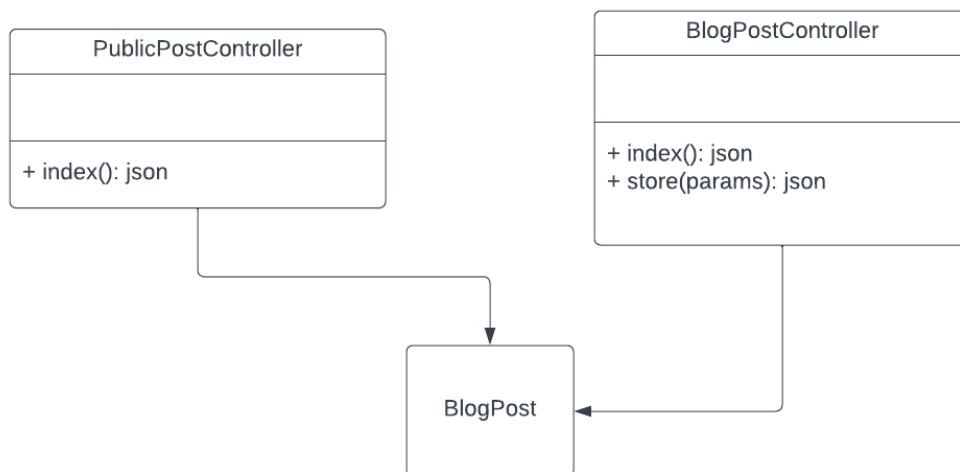 PublicPostController
+ index(): json
BlogPostController
+ index(): json
+ store(params): json
BlogPost